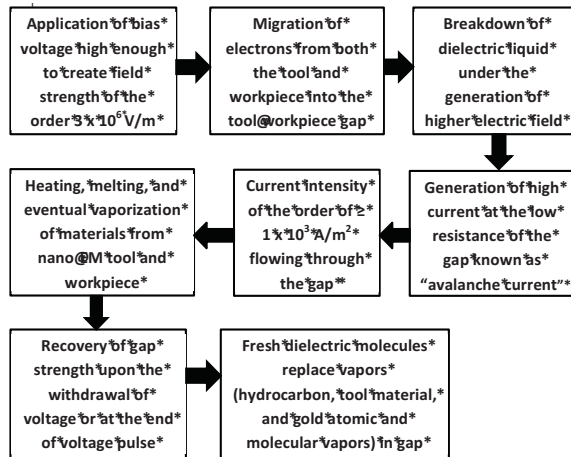 Application*of*bias*
voltage*high*enough*
to*create*field*
strength*of*the*
order*3*x*10⁶*V/m*
Migration*of*
electrons*from*both*
the*tool*and*
workpiece*into*the*
tool@workpiece*gap*
Breakdown*of*
dielectric*liquid*
under*the*
generation*of*
higher*electric*field*
Generation*of*high*
current*at*the*low*
resistance*of*the*
gap*known*as*
“avalanche*current”*
Current*intensity*
of*the*order*of*≥*
1*x*10³*A/m²*
flowing*through*
the*gap**
Heating,*melting,*and*
eventual*vaporization*
of*materials*from*
nano@EM*tool*and*
workpiece*
Recovery*of*gap*
strength*upon*the*
withdrawal*of*
voltage*or*at*the*end*
of*voltage*pulse*
Fresh*dielectric*molecules*
replace*vapors*
(hydrocarbon,*tool*material,*
and*gold*atomic*and*
molecular*vapors)*in*gap*